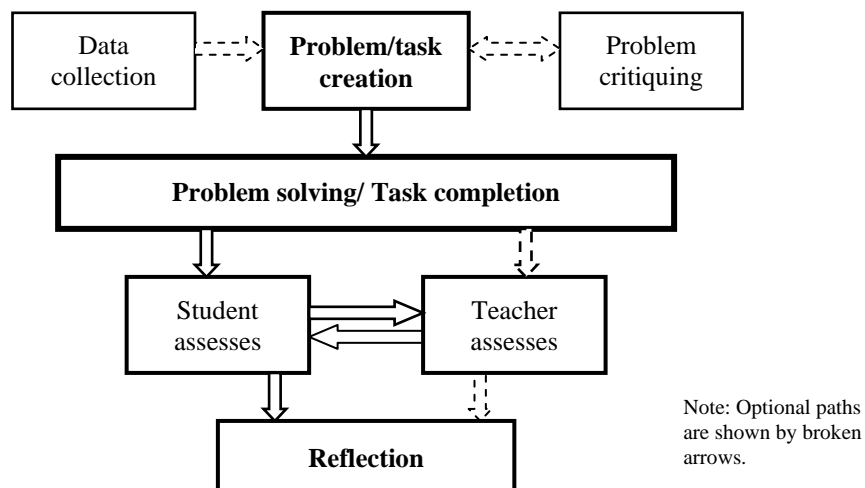 Data
collection
Problem/task
creation
Problem
critiquing
Problem solving/ Task completion
Student
assesses
Teacher
assesses
Reflection
Note: Optional paths
are shown by broken
arrows.